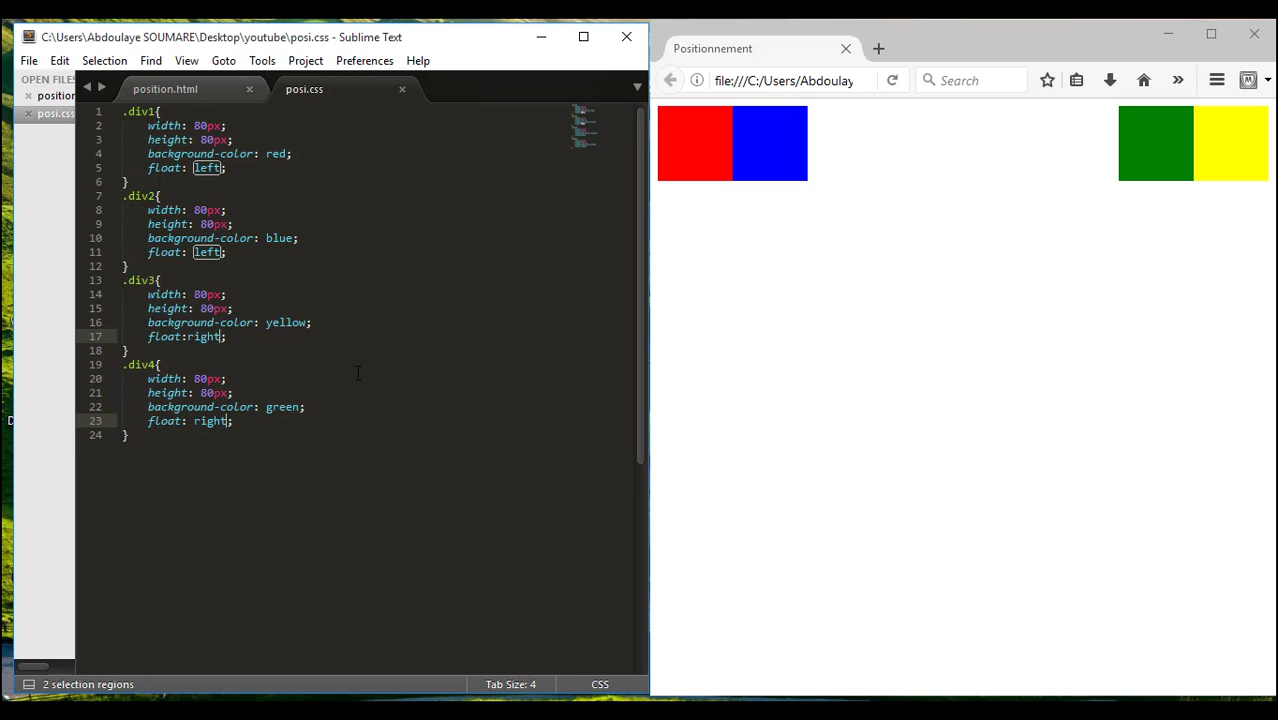 C:\Users\Abdoulaye SOUMARE\Desktop\youtube\posi.css - Sublime Text
File Edit Selection Find View Goto Tools Project Preferences Help
OPEN FILES
position
posi.css
position.html
posi.css
1 .div1{
2 width: 80px;
3 height: 80px;
4 background-color: red;
5 float: left;
6 }
7 .div2{
8 width: 80px;
9 height: 80px;
10 background-color: blue;
11 float: left;
12 }
13 .div3{
14 width: 80px;
15 height: 80px;
16 background-color: yellow;
17 float:right;
18 }
19 .div4{
20 width: 80px;
21 height: 80px;
22 background-color: green;
23 float: right;
24 }
2 selection regions
Tab Size: 4
CSS
Positionnement
file:///C:/Users/Abdoulay
Search